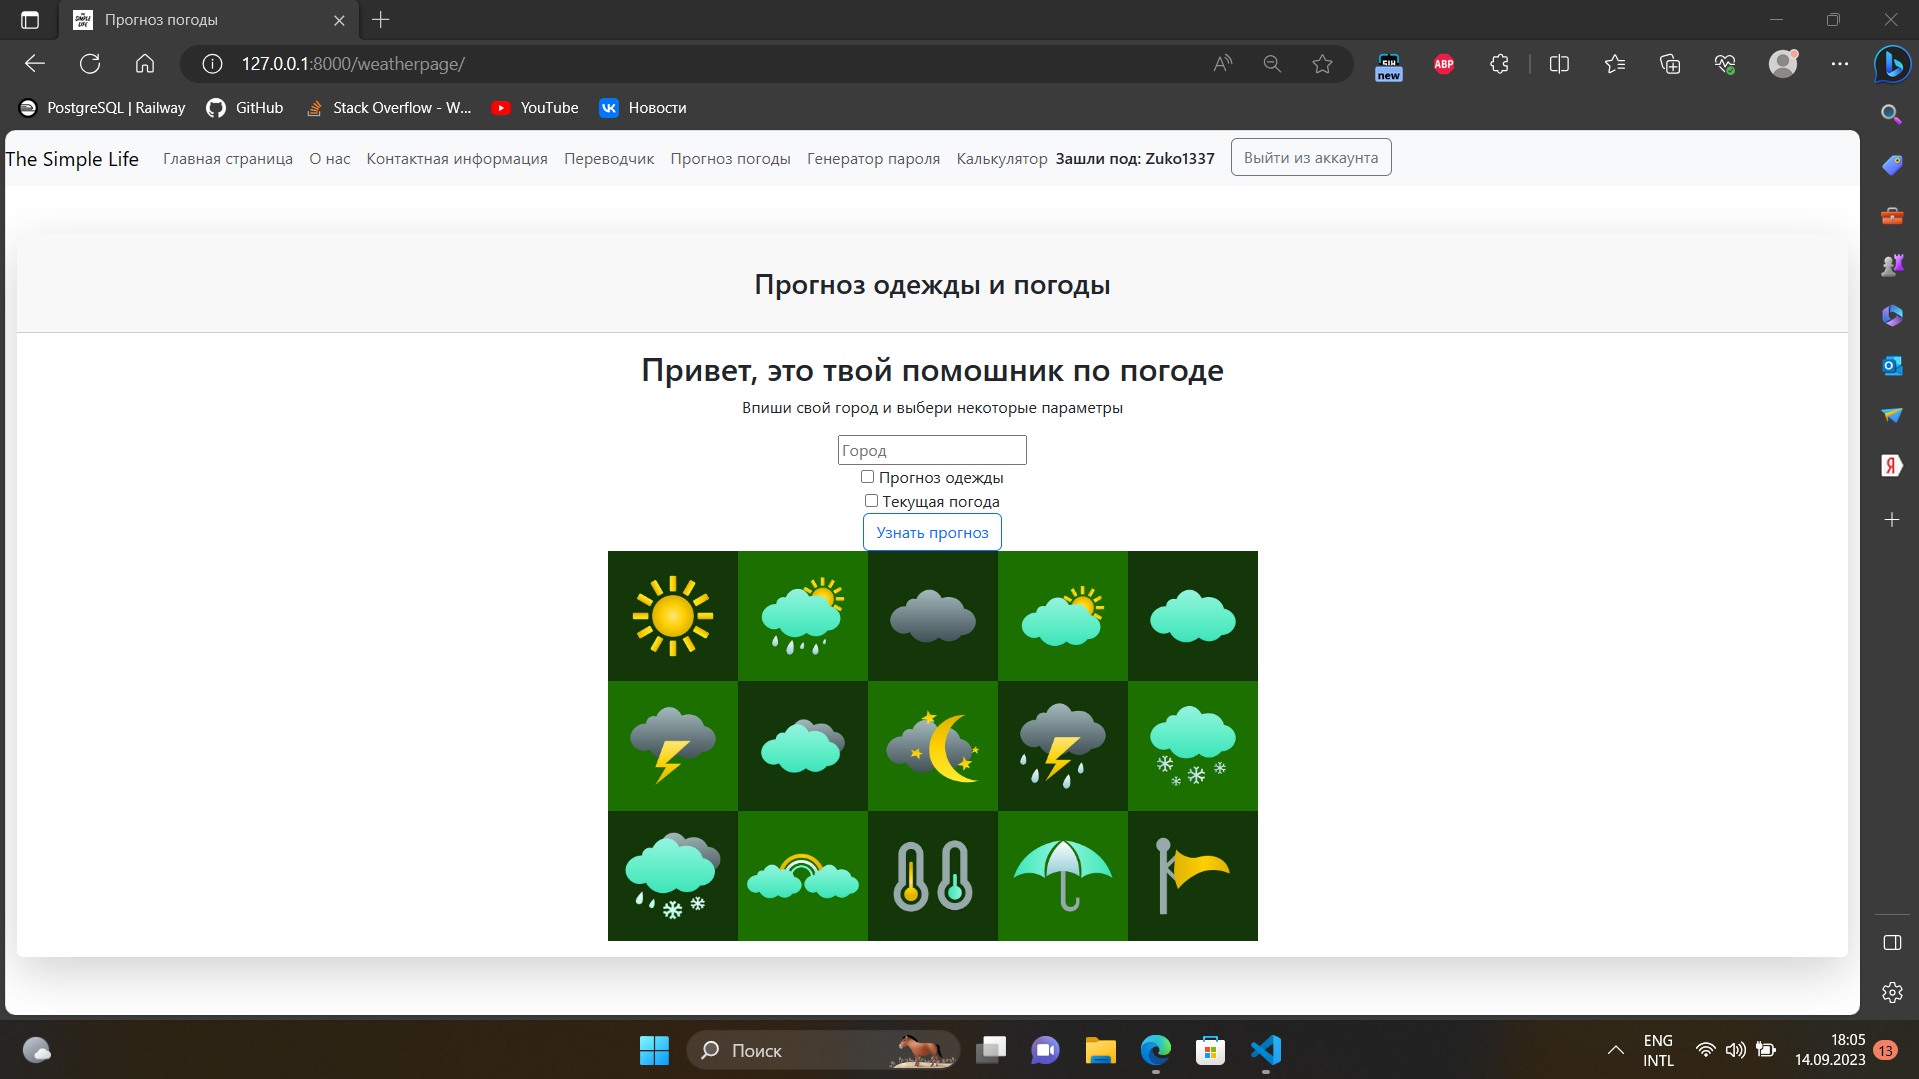 Прогноз погоды
127.0.0.1:8000/weatherpage/
new
ABP
PostgreSQL | Railway
GitHub
Stack Overflow - W...
YouTube
Новости
The Simple Life
Главная страница
О нас
Контактная информация
Переводчик
Прогноз погоды
Генератор пароля
Калькулятор
Зашли под: Zuko1337
Выйти из аккаунта
Прогноз одежды и погоды
Привет, это твой помошник по погоде
Впиши свой город и выбери некоторые параметры
Город
Прогноз одежды
Текущая погода
Узнать прогноз
Поиск
ENG
INTL
18:05
14.09.2023
13